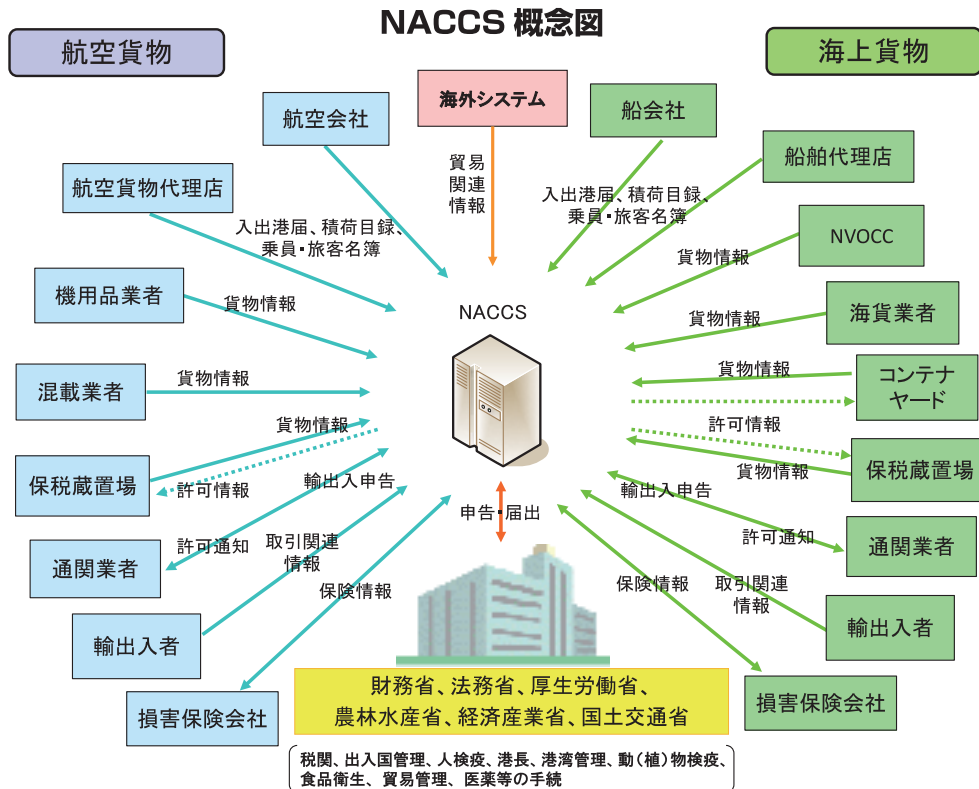 NACCS 概念図
航空貨物
海上貨物
海外システム
航空会社
船会社
航空貨物代理店
船舶代理店
貿易
関連
情報
入出港届、積荷目録、
乗員・旅客名簿
入出港届、積荷目録、
乗員・旅客名簿
NVOCC
貨物情報
機用品業者
貨物情報
NACCS
海貨業者
貨物情報
混載業者
貨物情報
コンテナ
ヤード
貨物情報
保税蔵置場
貨物情報
許可情報
許可情報
貨物情報
保税蔵置場
通関業者
輸出入申告
許可通知
申告・届出
輸出入申告
許可通知
通関業者
輸出入者
取引関連
情報
取引関連
情報
輸出入者
損害保険会社
保険情報
保険情報
損害保険会社
財務省、法務省、厚生労働省、
農林水産省、経済産業省、国土交通省
税関、出入国管理、人検疫、港長、港湾管理、動(植)物検疫、
食品衛生、貿易管理、医薬等の手続